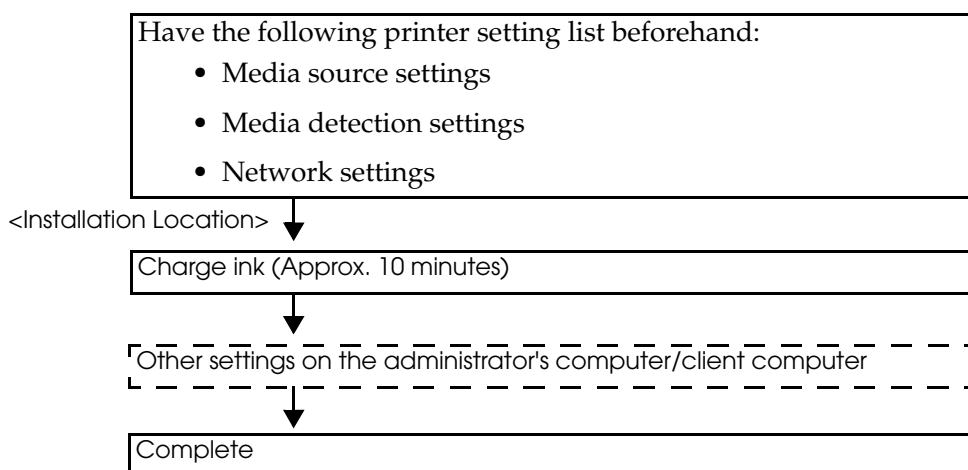 Have the following printer setting list beforehand:
• Media source settings
• Media detection settings
• Network settings
<Installation Location>
Charge ink (Approx. 10 minutes)
Other settings on the administrator's computer/client computer
Complete